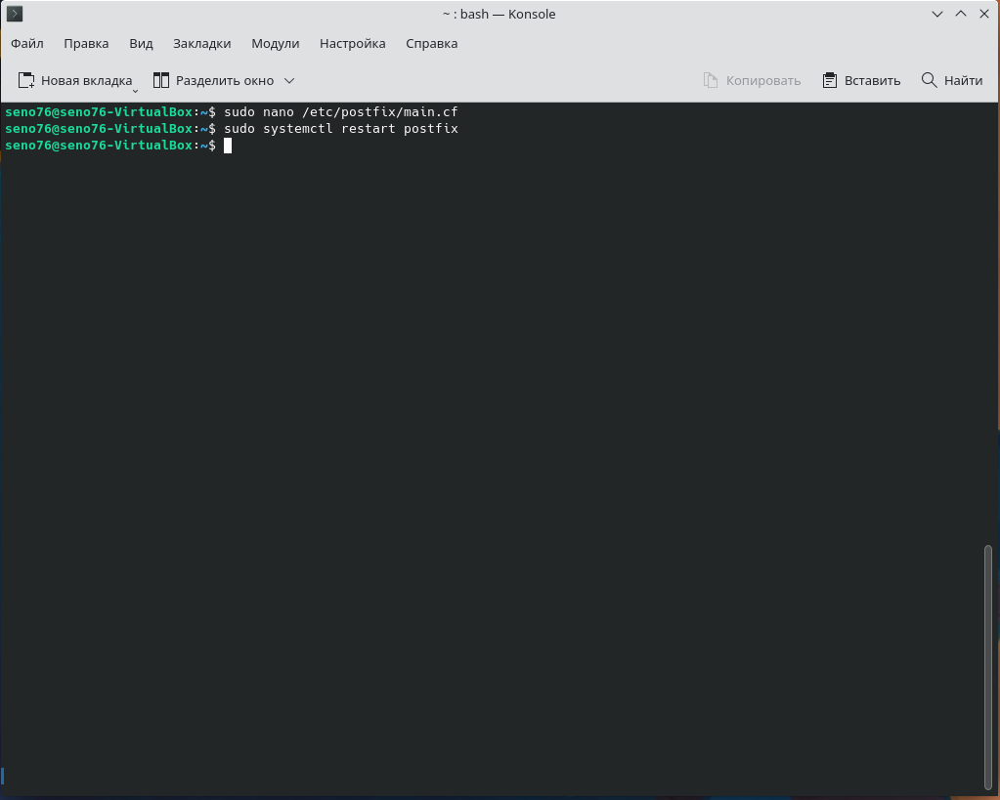 ~ : bash — Konsole
Файл Правка Вид Закладки Модули Настройка Справка
Новая вкладка Разделить окно Копировать Вставить Найти
seno76@seno76-VirtualBox:~$ sudo nano /etc/postfix/main.cf
seno76@seno76-VirtualBox:~$ sudo systemctl restart postfix
seno76@seno76-VirtualBox:~$